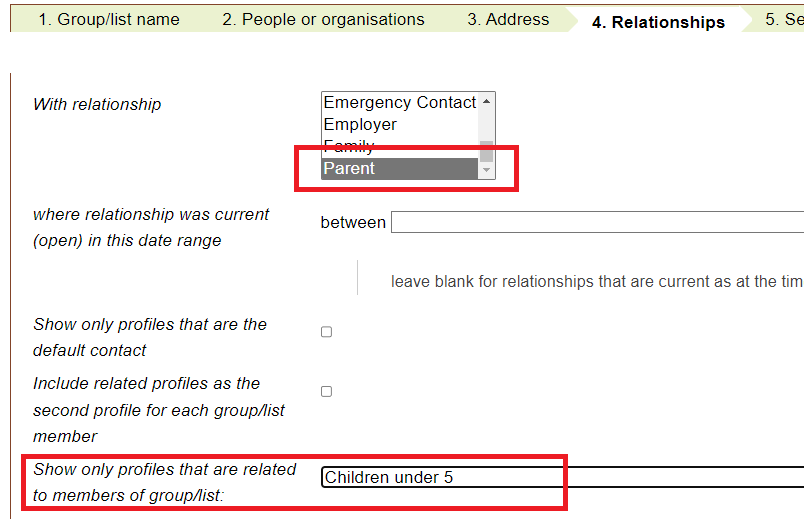 1. Group/list name 2. People or organisations 3. Address 4. Relationships 5. Se
With relationship
Emergency Contact
Employer
Family
Parent
where relationship was current
(open) in this date range
between
leave blank for relationships that are current as at the tim
Show only profiles that are the
default contact
Include related profiles as the
second profile for each group/list
member
Show only profiles that are related
to members of group/list:
Children under 5